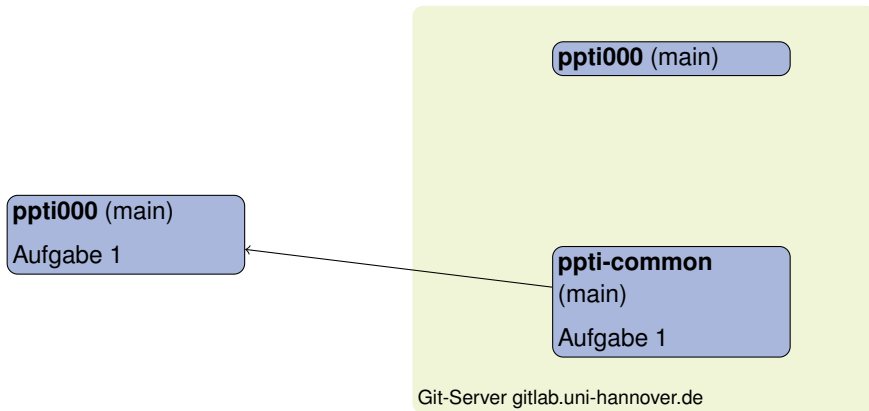 ppti000 (main)
ppti000 (main)
Aufgabe 1
ppti-common
(main)
Aufgabe 1
Git-Server gitlab.uni-hannover.de